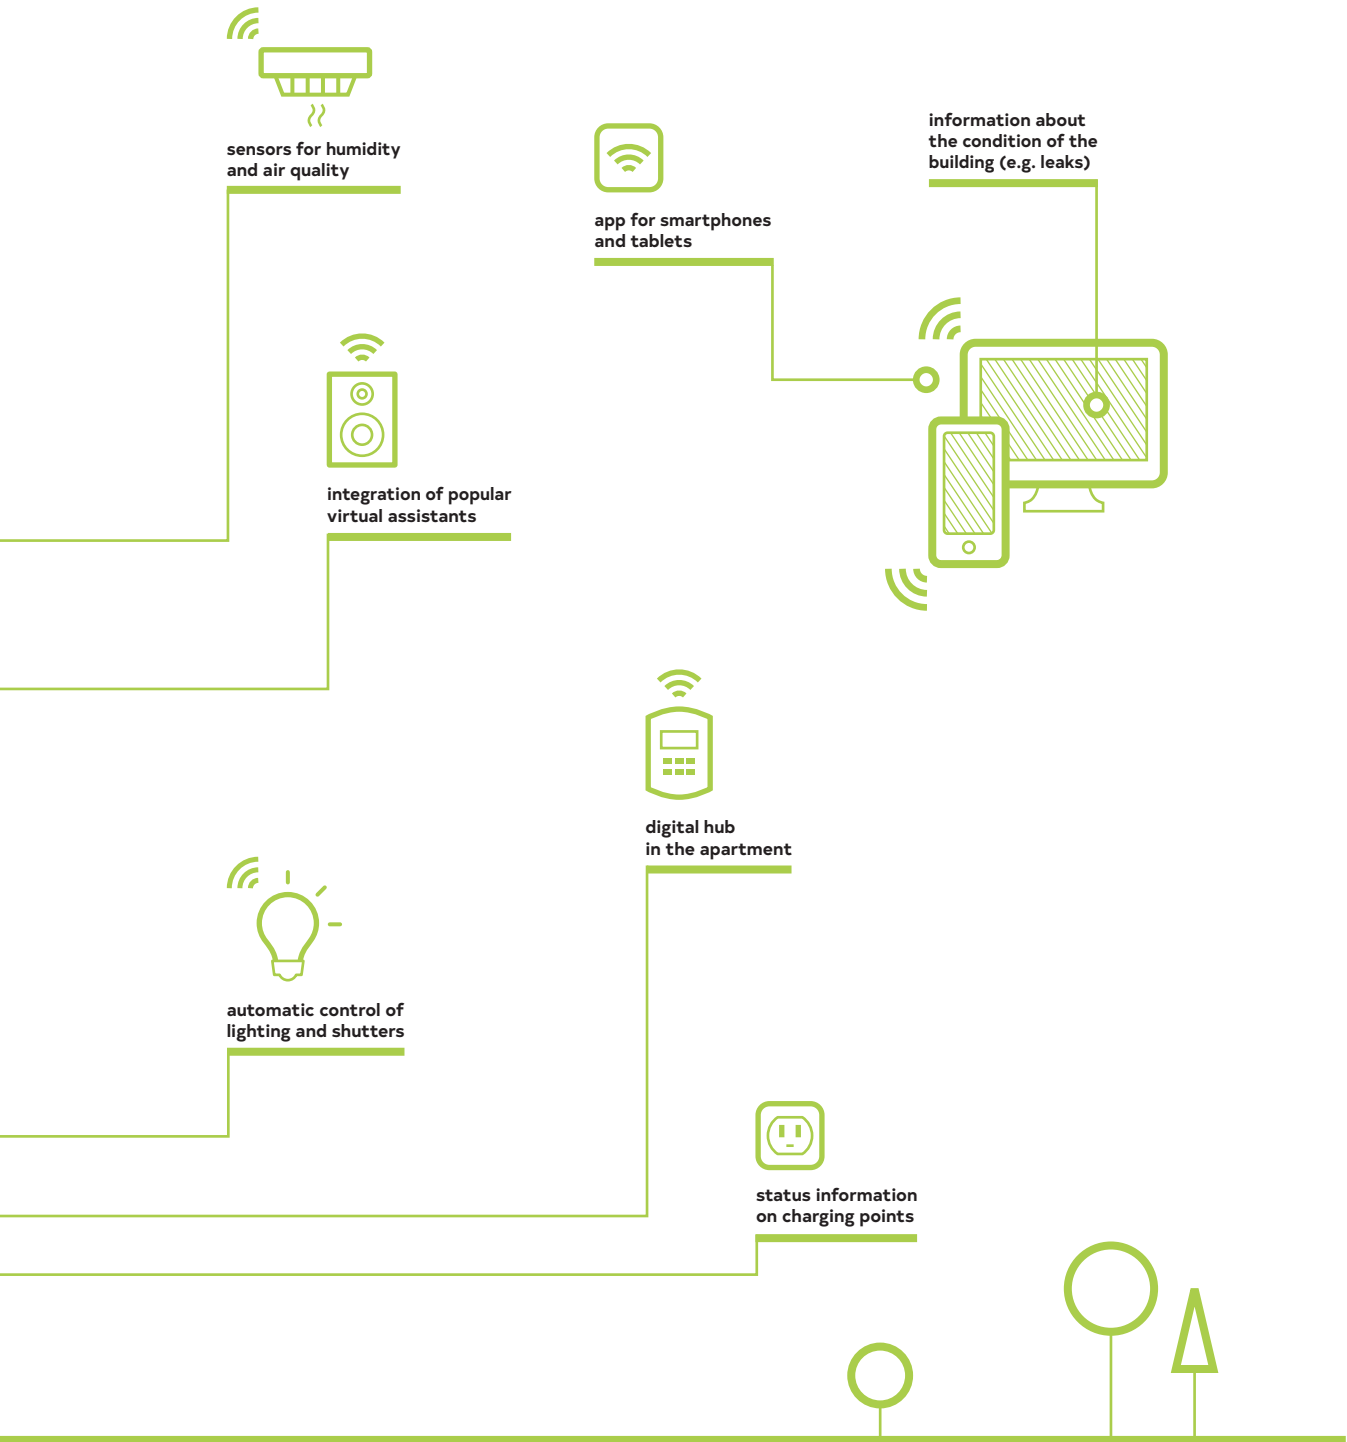 sensors for humidity
and air quality
app for smartphones
and tablets
information about
the condition of the
building (e.g. leaks)
integration of popular
virtual assistants
digital hub
in the apartment
automatic control of
lighting and shutters
status information
on charging points